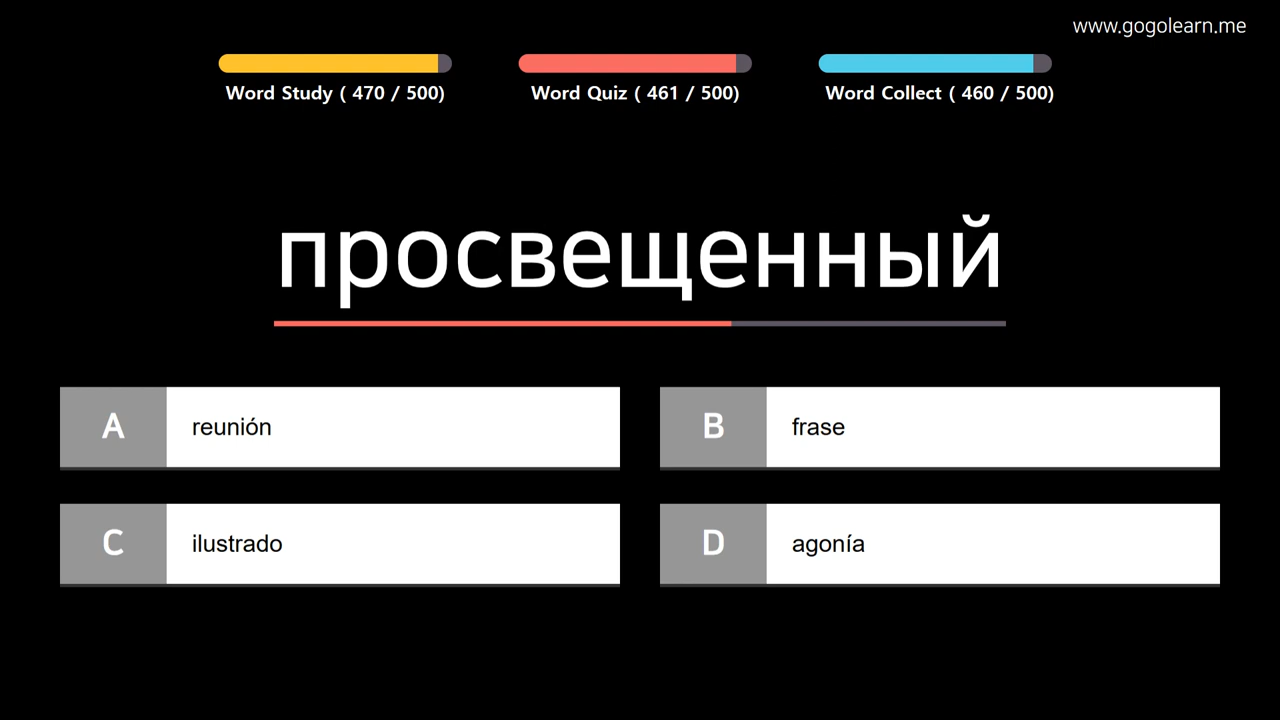 www.gogolearn.me
Word Study ( 470 / 500)
Word Quiz ( 461 / 500)
Word Collect ( 460 / 500)
просвещенный
A reunión
B frase
C ilustrado
D agonía